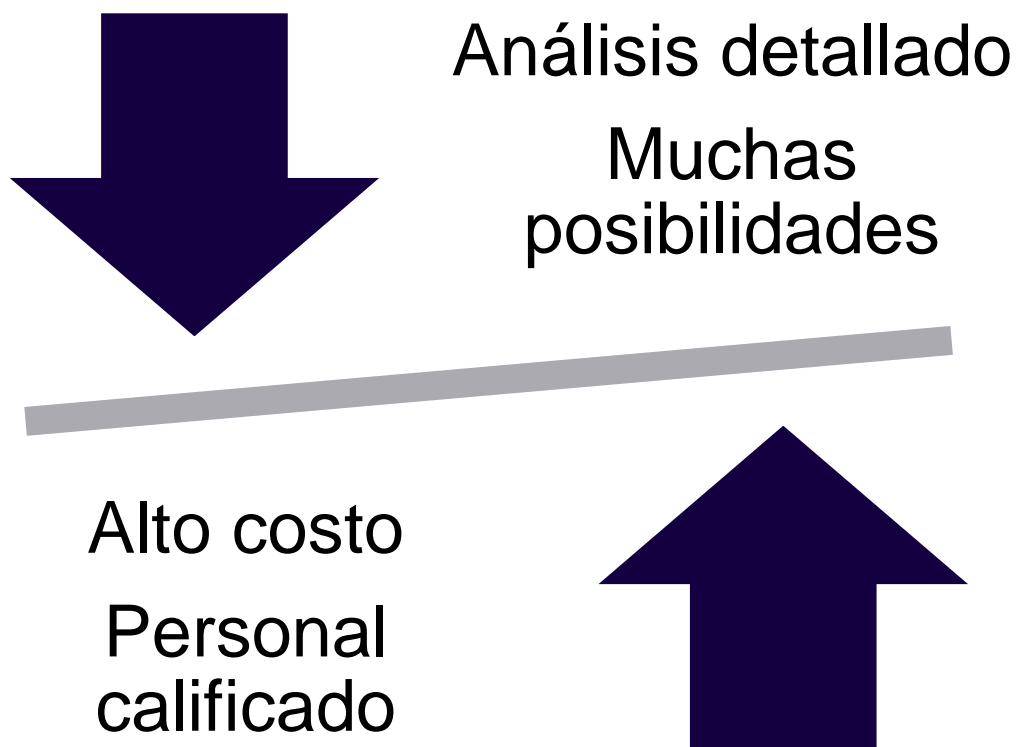 Análisis detallado
Muchas
posibilidades
Alto costo
Personal
calificado